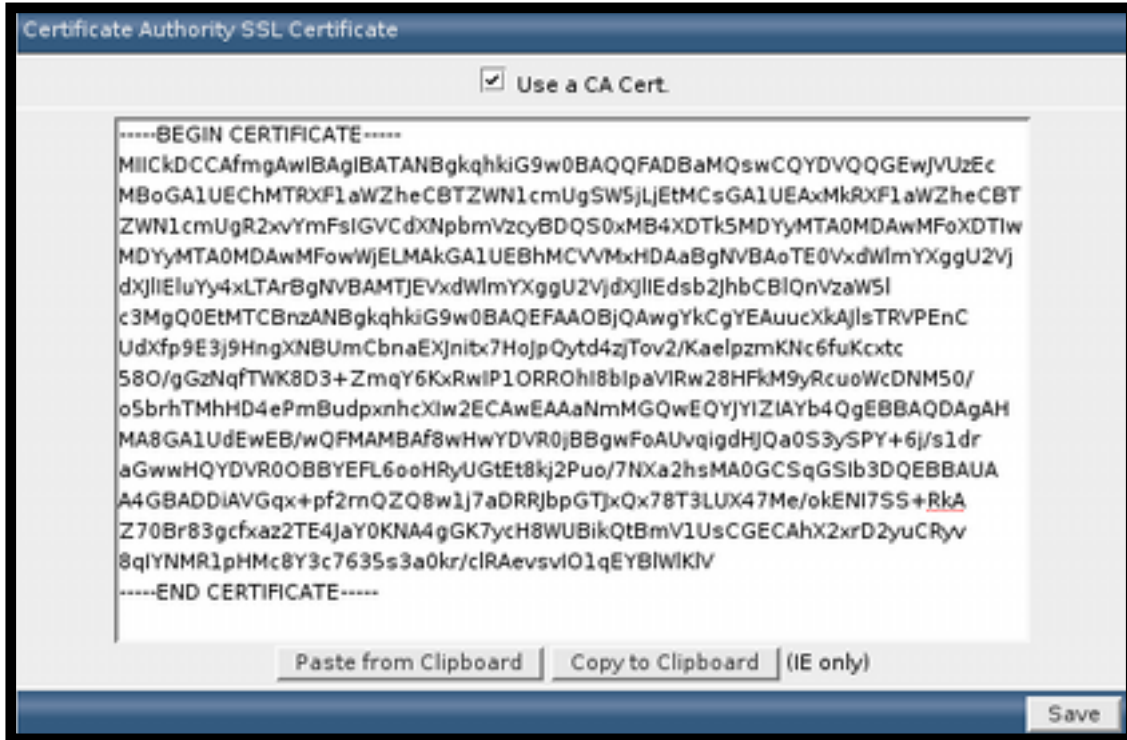 Certificate Authority SSL Certificate
Use a CA Cert.
-----BEGIN CERTIFICATE-----
MIICkDCCAfmgAwIBAgIBATANBgkqhkiG9w0BAQQFADBaMQswCQYDVQQGEwJVUzEc
MBoGA1UEChMTRXF1aWZheCBTZWN1cmUgSW5jLjEtMCsGA1UEAxMkRXF1aWZheCBT
ZWN1cmUgR2xvYmFsIGVCdXNpbmVzcyBDQS0xMB4XDTk5MDYyMTA0MDAwMFoXDTIw
MDYyMTA0MDAwMFowWjELMAkGA1UEBhMCVVMxHDAaBgNVBAoTE0VxdWlmYXggU2Vj
dXJlIEluYy4xLTArBgNVBAMTJEVxdWlmYXggU2VjdXJlIEdsb2JhbCBlQnVzaW5l
c3MgQ0EtMTCBnzANBgkqhkiG9w0BAQEFAAOBjQAwgYkCgYEAuucXkAJlsTRVPEnC
UdXfp9E3j9HngXNBUmCbnaEXJnitx7HoJpQytd4zjTov2/KaelpzmKNc6fuKcxtc
58O/gGzNqfTWK8D3+ZmqY6KxRwIP1ORROhI8bIpaVIRw28HFkM9yRcuoWcDNM50/
o5brhTMhHD4ePmBudpxnhcXIw2ECAwEAAaNmMGQwEQYJYIZIAYb4QgEBBAQDAgAH
MA8GA1UdEwEB/wQFMAMBAf8wHwYDVR0jBBgwFoAUvqigdHJQa0S3ySPY+6j/s1dr
aGwwHQYDVR0OBBYEFL6ooHRyUGtEt8kj2Puo/7NXa2hsMA0GCSqGSIb3DQEBBAUA
A4GBADDiAVGqx+pf2rnQZQ8w1j7aDRRJbpGTJxQx78T3LUX47Me/okENI7SS+RkA
Z70Br83gcfxaz2TE4JaY0KNA4gGK7ycH8WUBikQtBmV1UsCGECAhX2xrD2yuCRyv
8qIYNMR1pHMc8Y3c7635s3a0kr/clRAevsvIO1qEYBlWlKlV
-----END CERTIFICATE-----
Paste from Clipboard Copy to Clipboard (IE only)
Save